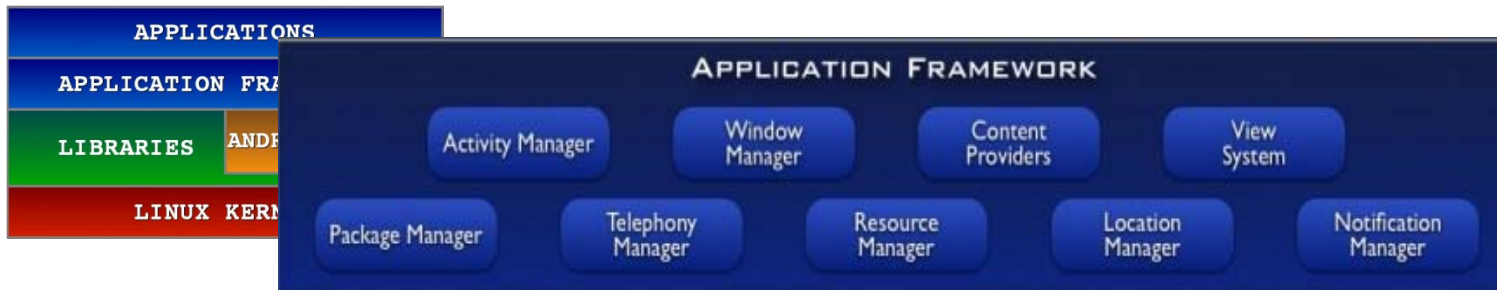 APPLICATIONS
APPLICATION FRA
LIBRARIES
ANDR
LINUX KERN
APPLICATION FRAMEWORK
Activity Manager
Window
Manager
Content
Providers
View
System
Package Manager
Telephony
Manager
Resource
Manager
Location
Manager
Notification
Manager